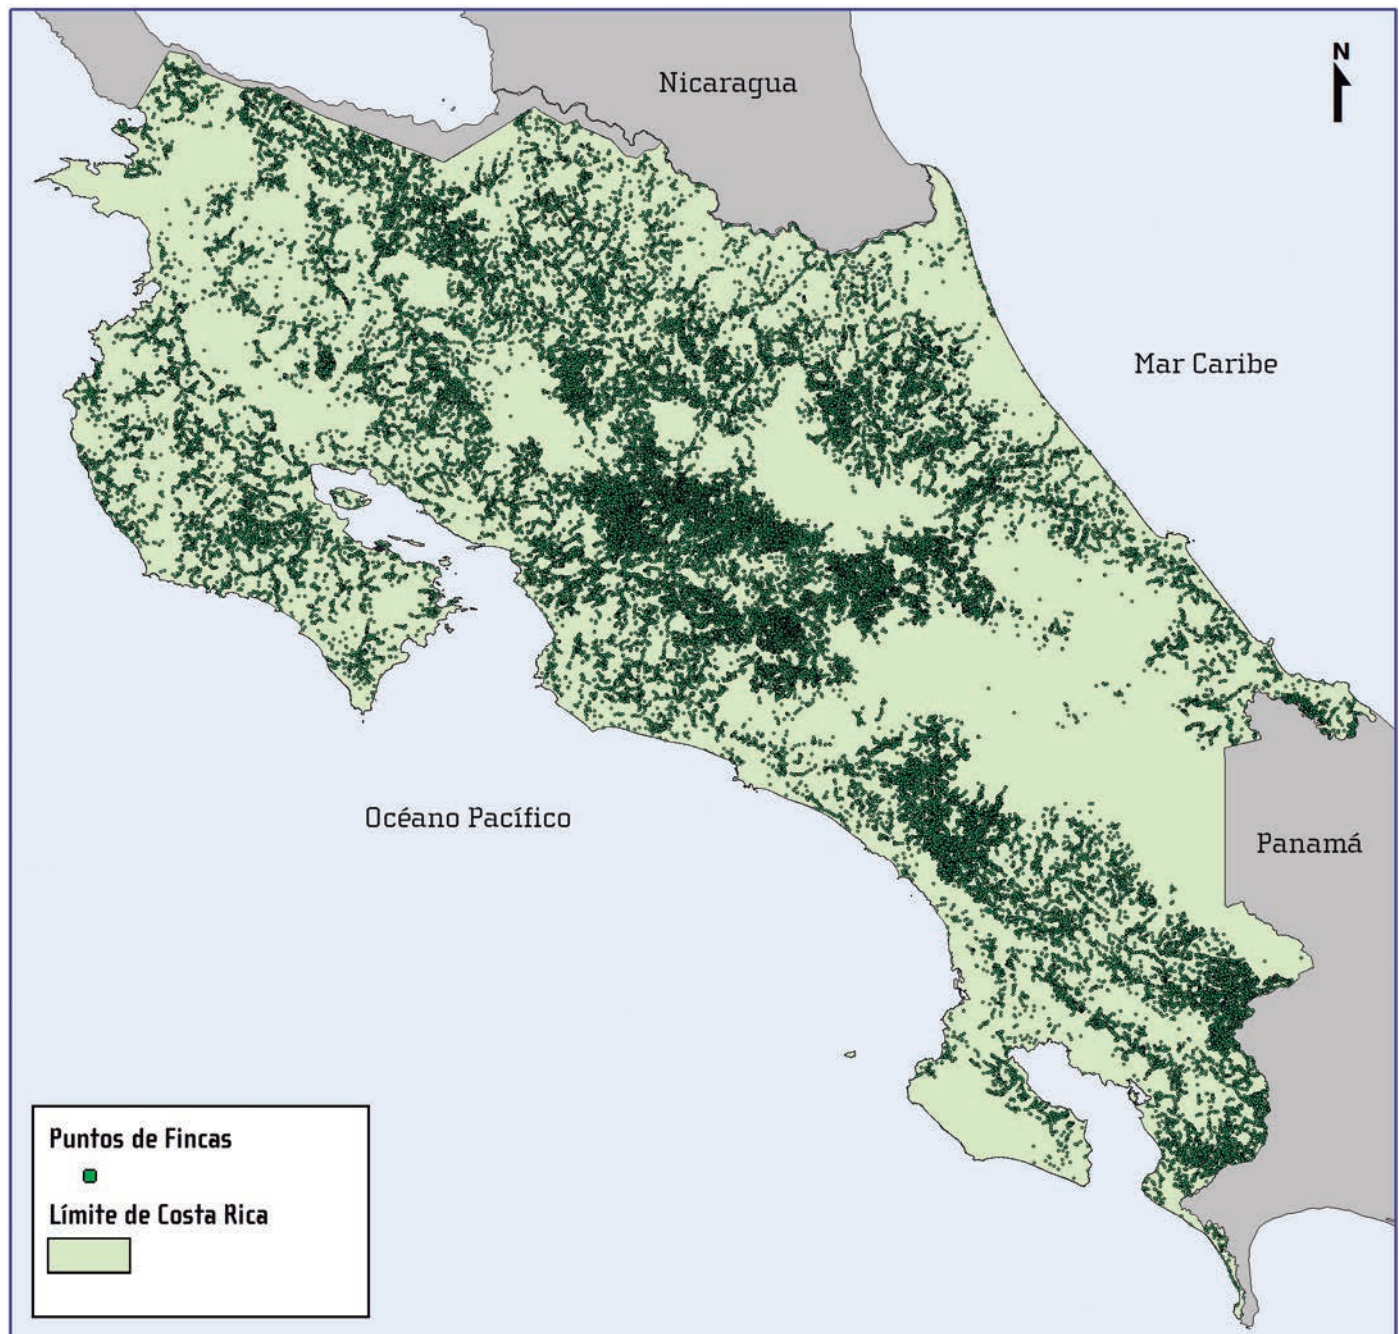 N
Nicaragua
Mar Caribe
Océano Pacífico
Panamá
Puntos de Fincas
Límite de Costa Rica